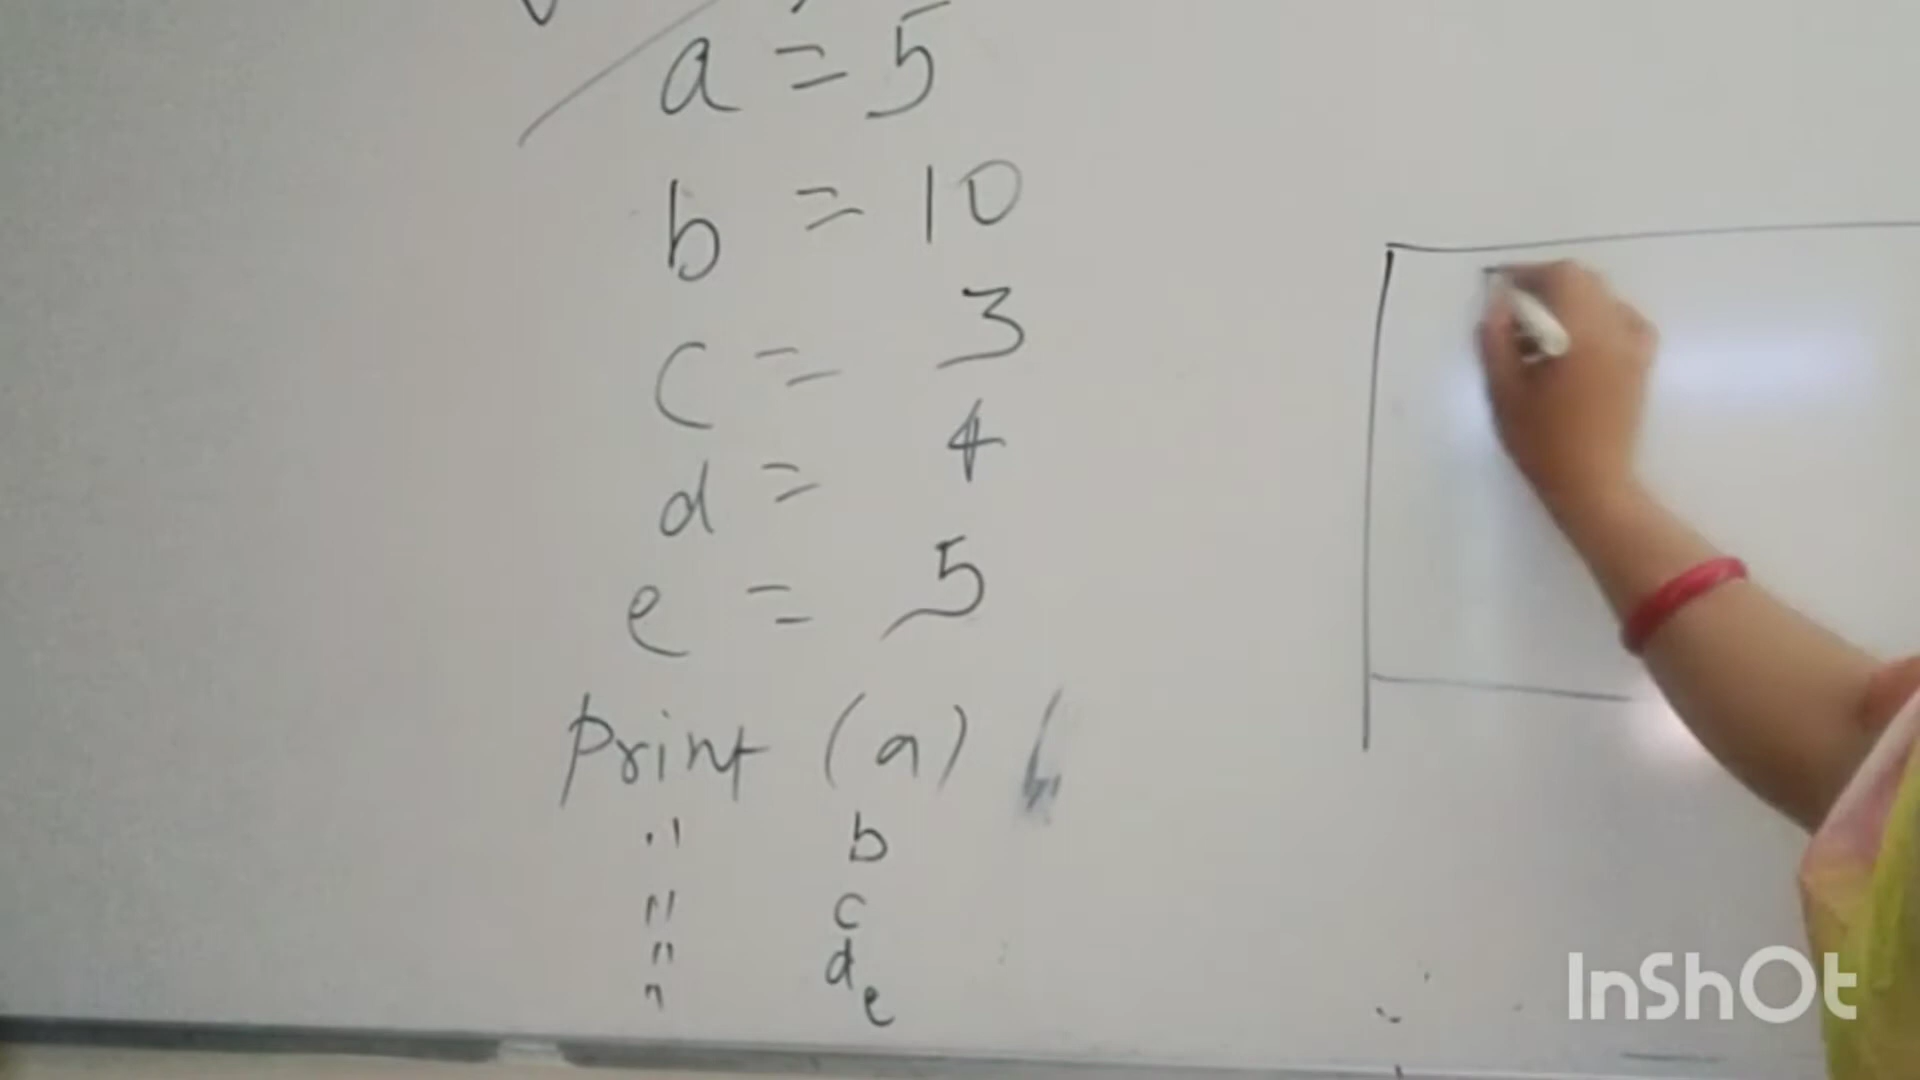 a = 5
b = 10
c = 3
d = 4
e = 5
Print (a)
" b
" c
" d
" e
InShOt